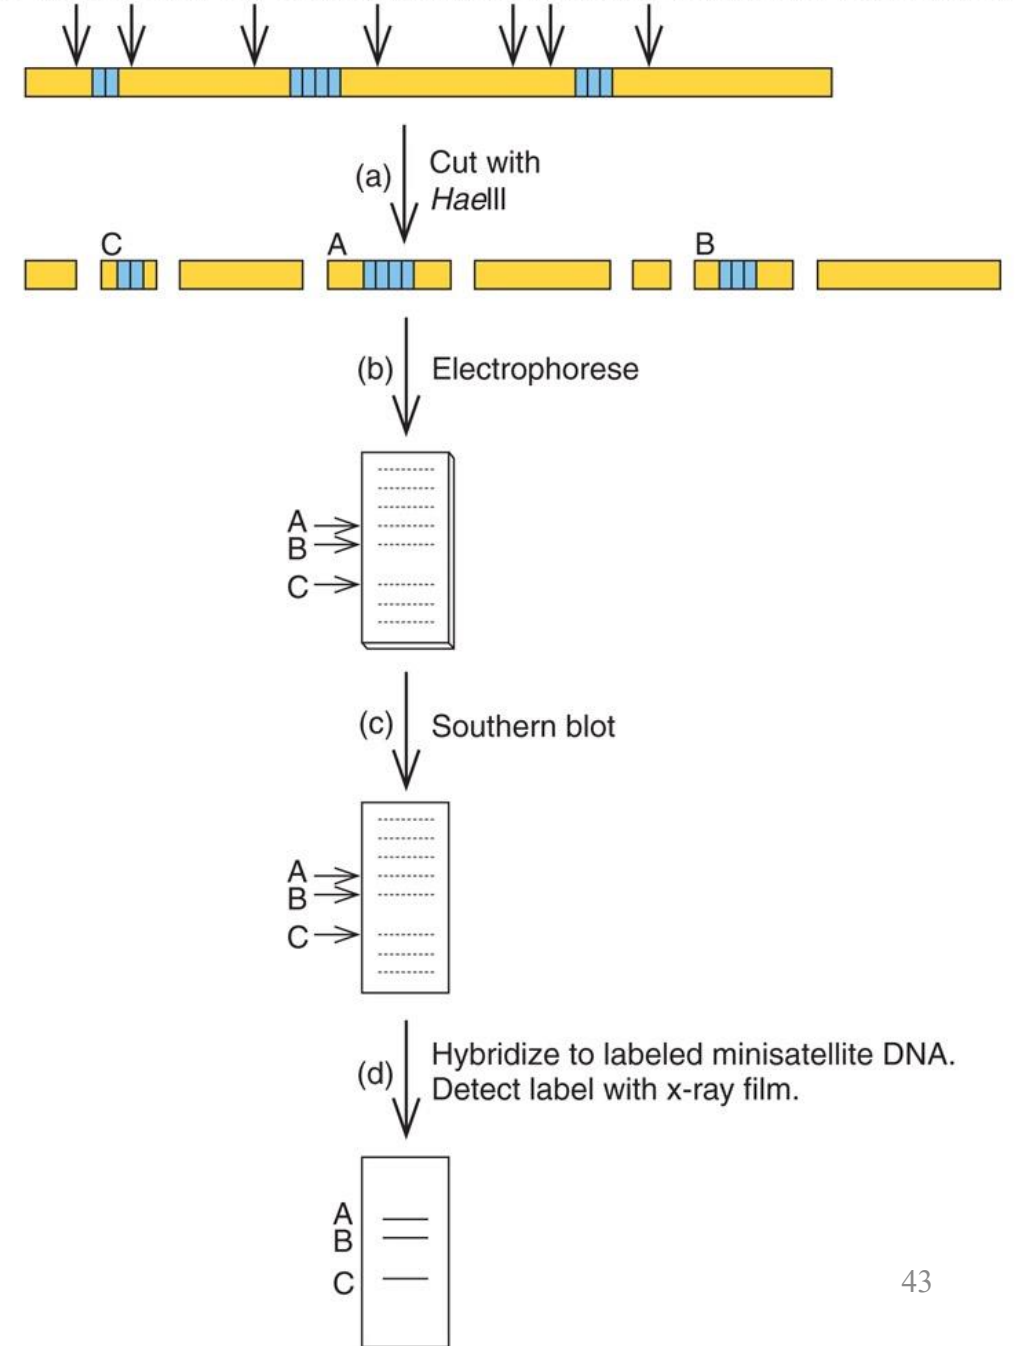 (a)
Cut with
HaeIII
C
A
B
(b)
Electrophorese
A
B
C
(c)
Southern blot
A
B
C
(d)
Hybridize to labeled minisatellite DNA.
Detect label with x-ray film.
A
B
C
43